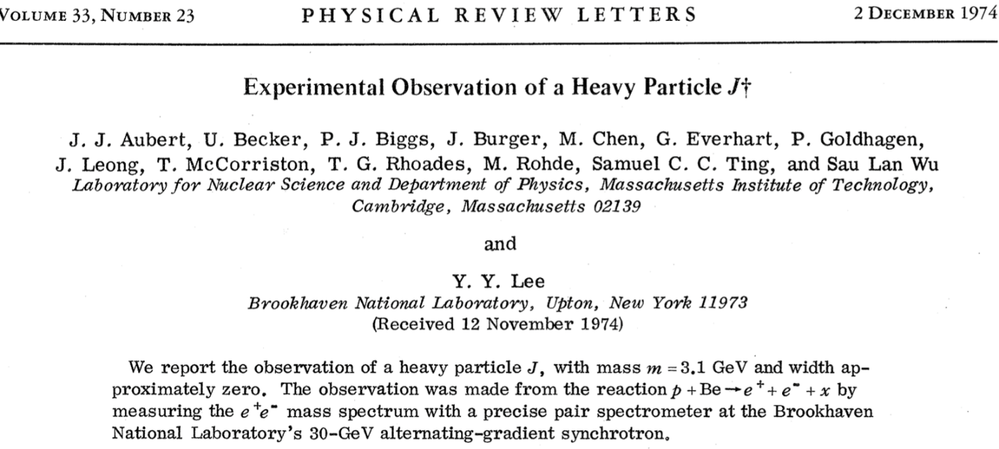 VOLUME 33, NUMBER 23 PHYSICAL REVIEW LETTERS 2 DECEMBER 1974
Experimental Observation of a Heavy Particle J†
J. J. Aubert, U. Becker, P. J. Biggs, J. Burger, M. Chen, G. Everhart, P. Goldhagen,
J. Leong, T. McCorriston, T. G. Rhoades, M. Rohde, Samuel C. C. Ting, and Sau Lan Wu
Laboratory for Nuclear Science and Department of Physics, Massachusetts Institute of Technology,
Cambridge, Massachusetts 02139
and
Y. Y. Lee
Brookhaven National Laboratory, Upton, New York 11973
(Received 12 November 1974)
We report the observation of a heavy particle J, with mass m = 3.1 GeV and width ap-
proximately zero. The observation was made from the reaction p + Be → e⁺ + e⁻ + x by
measuring the e⁺e⁻ mass spectrum with a precise pair spectrometer at the Brookhaven
National Laboratory's 30-GeV alternating-gradient synchrotron.